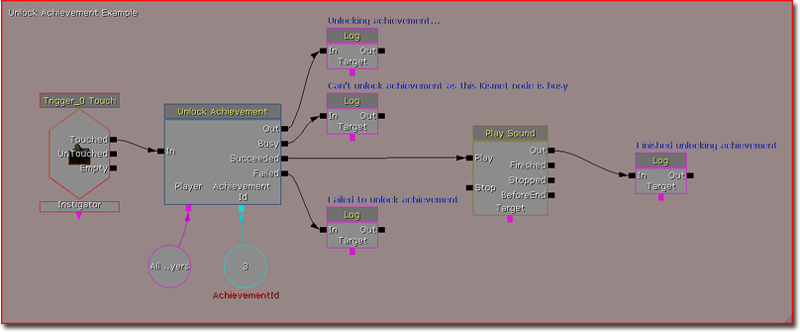 Unlock Achievement Example
Unlocking achievement...
Log
In Out
Target
Can't unlock achievement as this Kismet node is busy
Log
In Out
Target
Trigger_0 Touch
Touched
UnTouched
Empty
Instigator
Unlock Achievement
In
Out
Busy
Succeeded
Failed
Player Achievement
Id
All ..yers
3
AchievementId
Failed to unlock achievement
Log
In Out
Target
Play Sound
Play
Stop
Out
Finished
Stopped
BeforeEnd
Target
Finished unlocking achievement
Log
In Out
Target